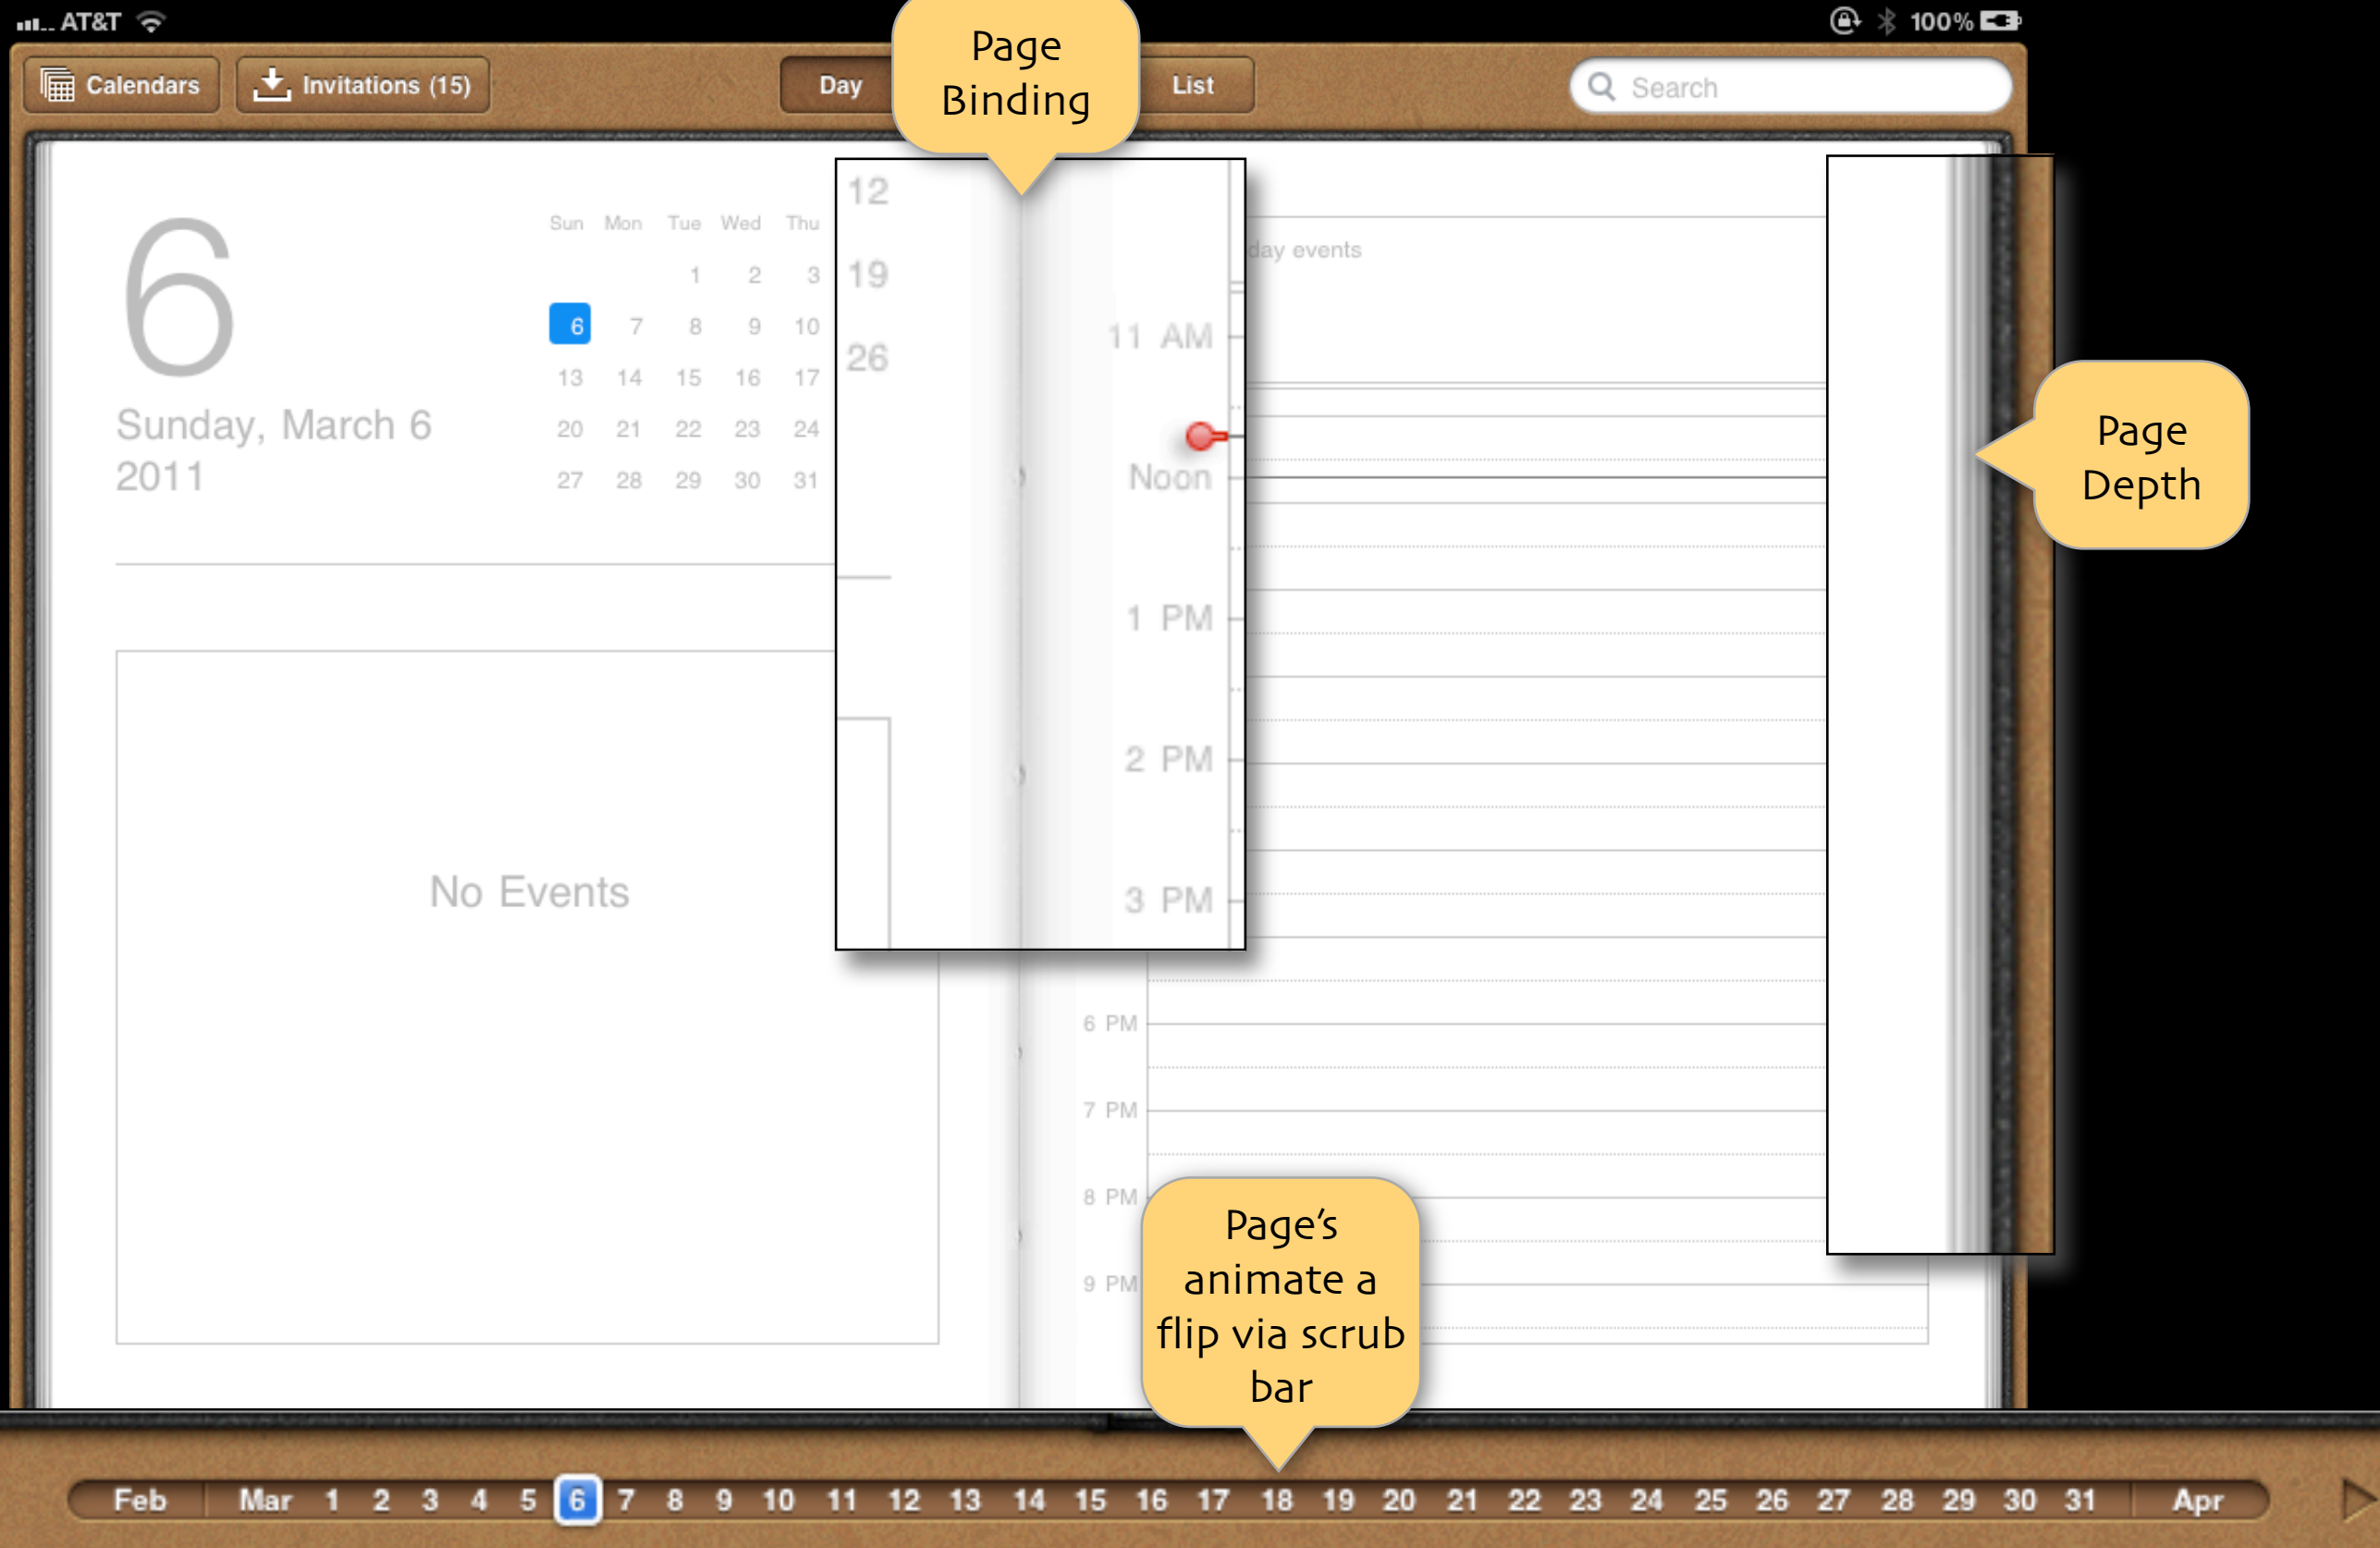 AT&T
100%
Calendars
Invitations (15)
Day
List
Search
Page
Binding
6
Sunday, March 6
2011
Sun Mon Tue Wed Thu
1 2 3
6 7 8 9 10
13 14 15 16 17
20 21 22 23 24
27 28 29 30 31
12
19
26
day events
11 AM
Noon
1 PM
2 PM
3 PM
Page
Depth
No Events
6 PM
7 PM
8 PM
9 PM
Page's
animate a
flip via scrub
bar
Feb Mar 1 2 3 4 5 6 7 8 9 10 11 12 13 14 15 16 17 18 19 20 21 22 23 24 25 26 27 28 29 30 31 Apr